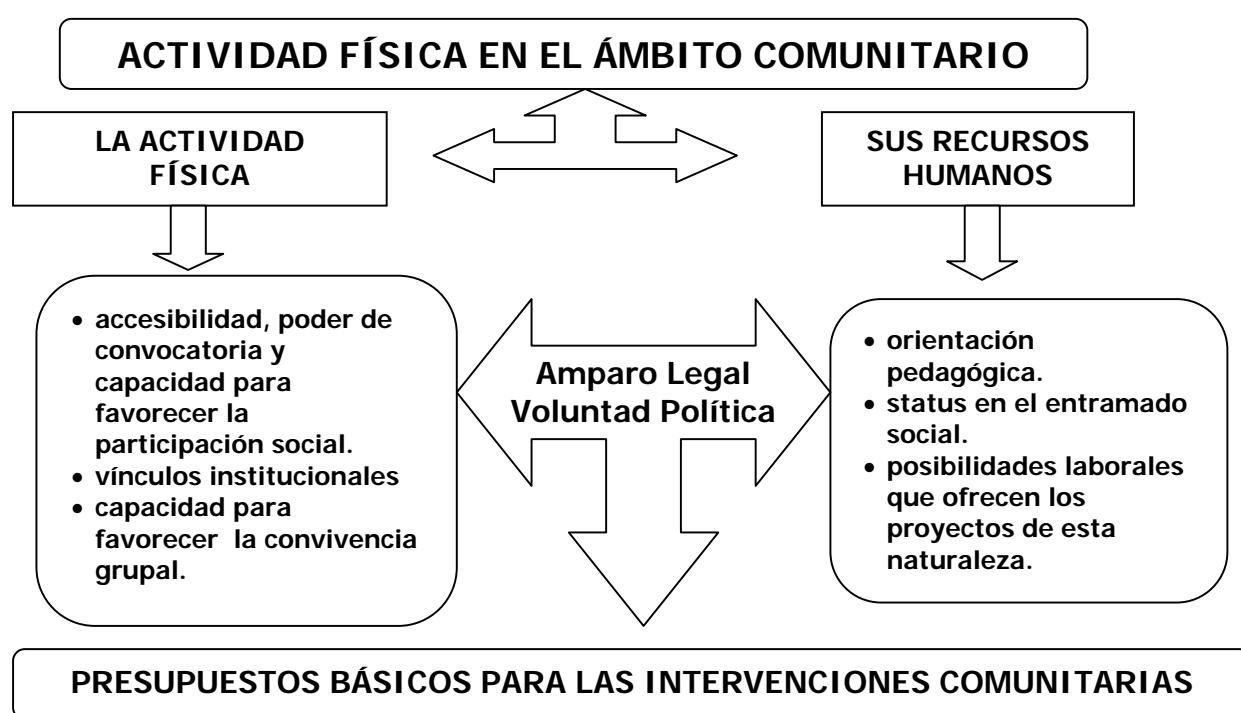 ACTIVIDAD FÍSICA EN EL ÁMBITO COMUNITARIO
LA ACTIVIDAD
FÍSICA
SUS RECURSOS
HUMANOS
• accesibilidad, poder de
convocatoria y
capacidad para
favorecer la
participación social.
• vínculos institucionales
• capacidad para
favorecer la convivencia
grupal.
Amparo Legal
Voluntad Política
• orientación
pedagógica.
• status en el entramado
social.
• posibilidades laborales
que ofrecen los
proyectos de esta
naturaleza.
PRESUPUESTOS BÁSICOS PARA LAS INTERVENCIONES COMUNITARIAS